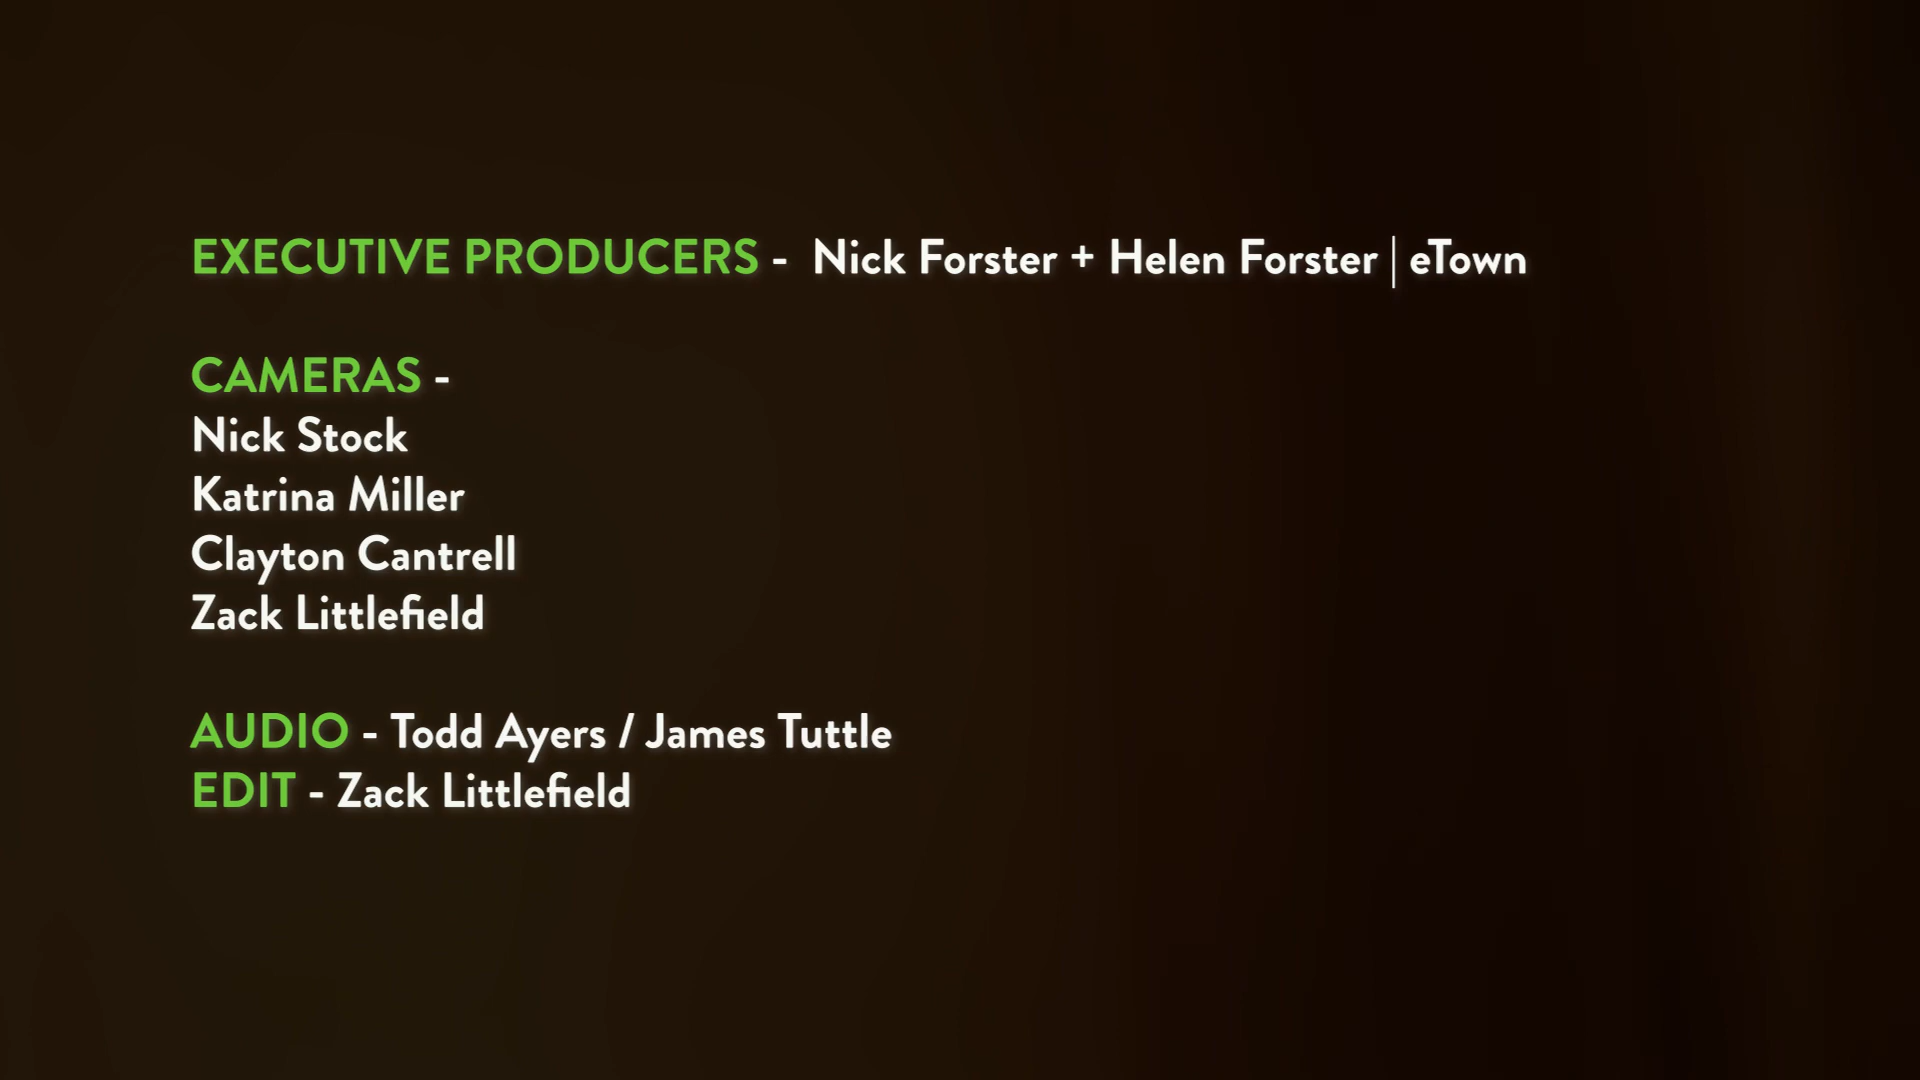 EXECUTIVE PRODUCERS - Nick Forster + Helen Forster | eTown
CAMERAS -
Nick Stock
Katrina Miller
Clayton Cantrell
Zack Littlefield
AUDIO - Todd Ayers / James Tuttle
EDIT - Zack Littlefield